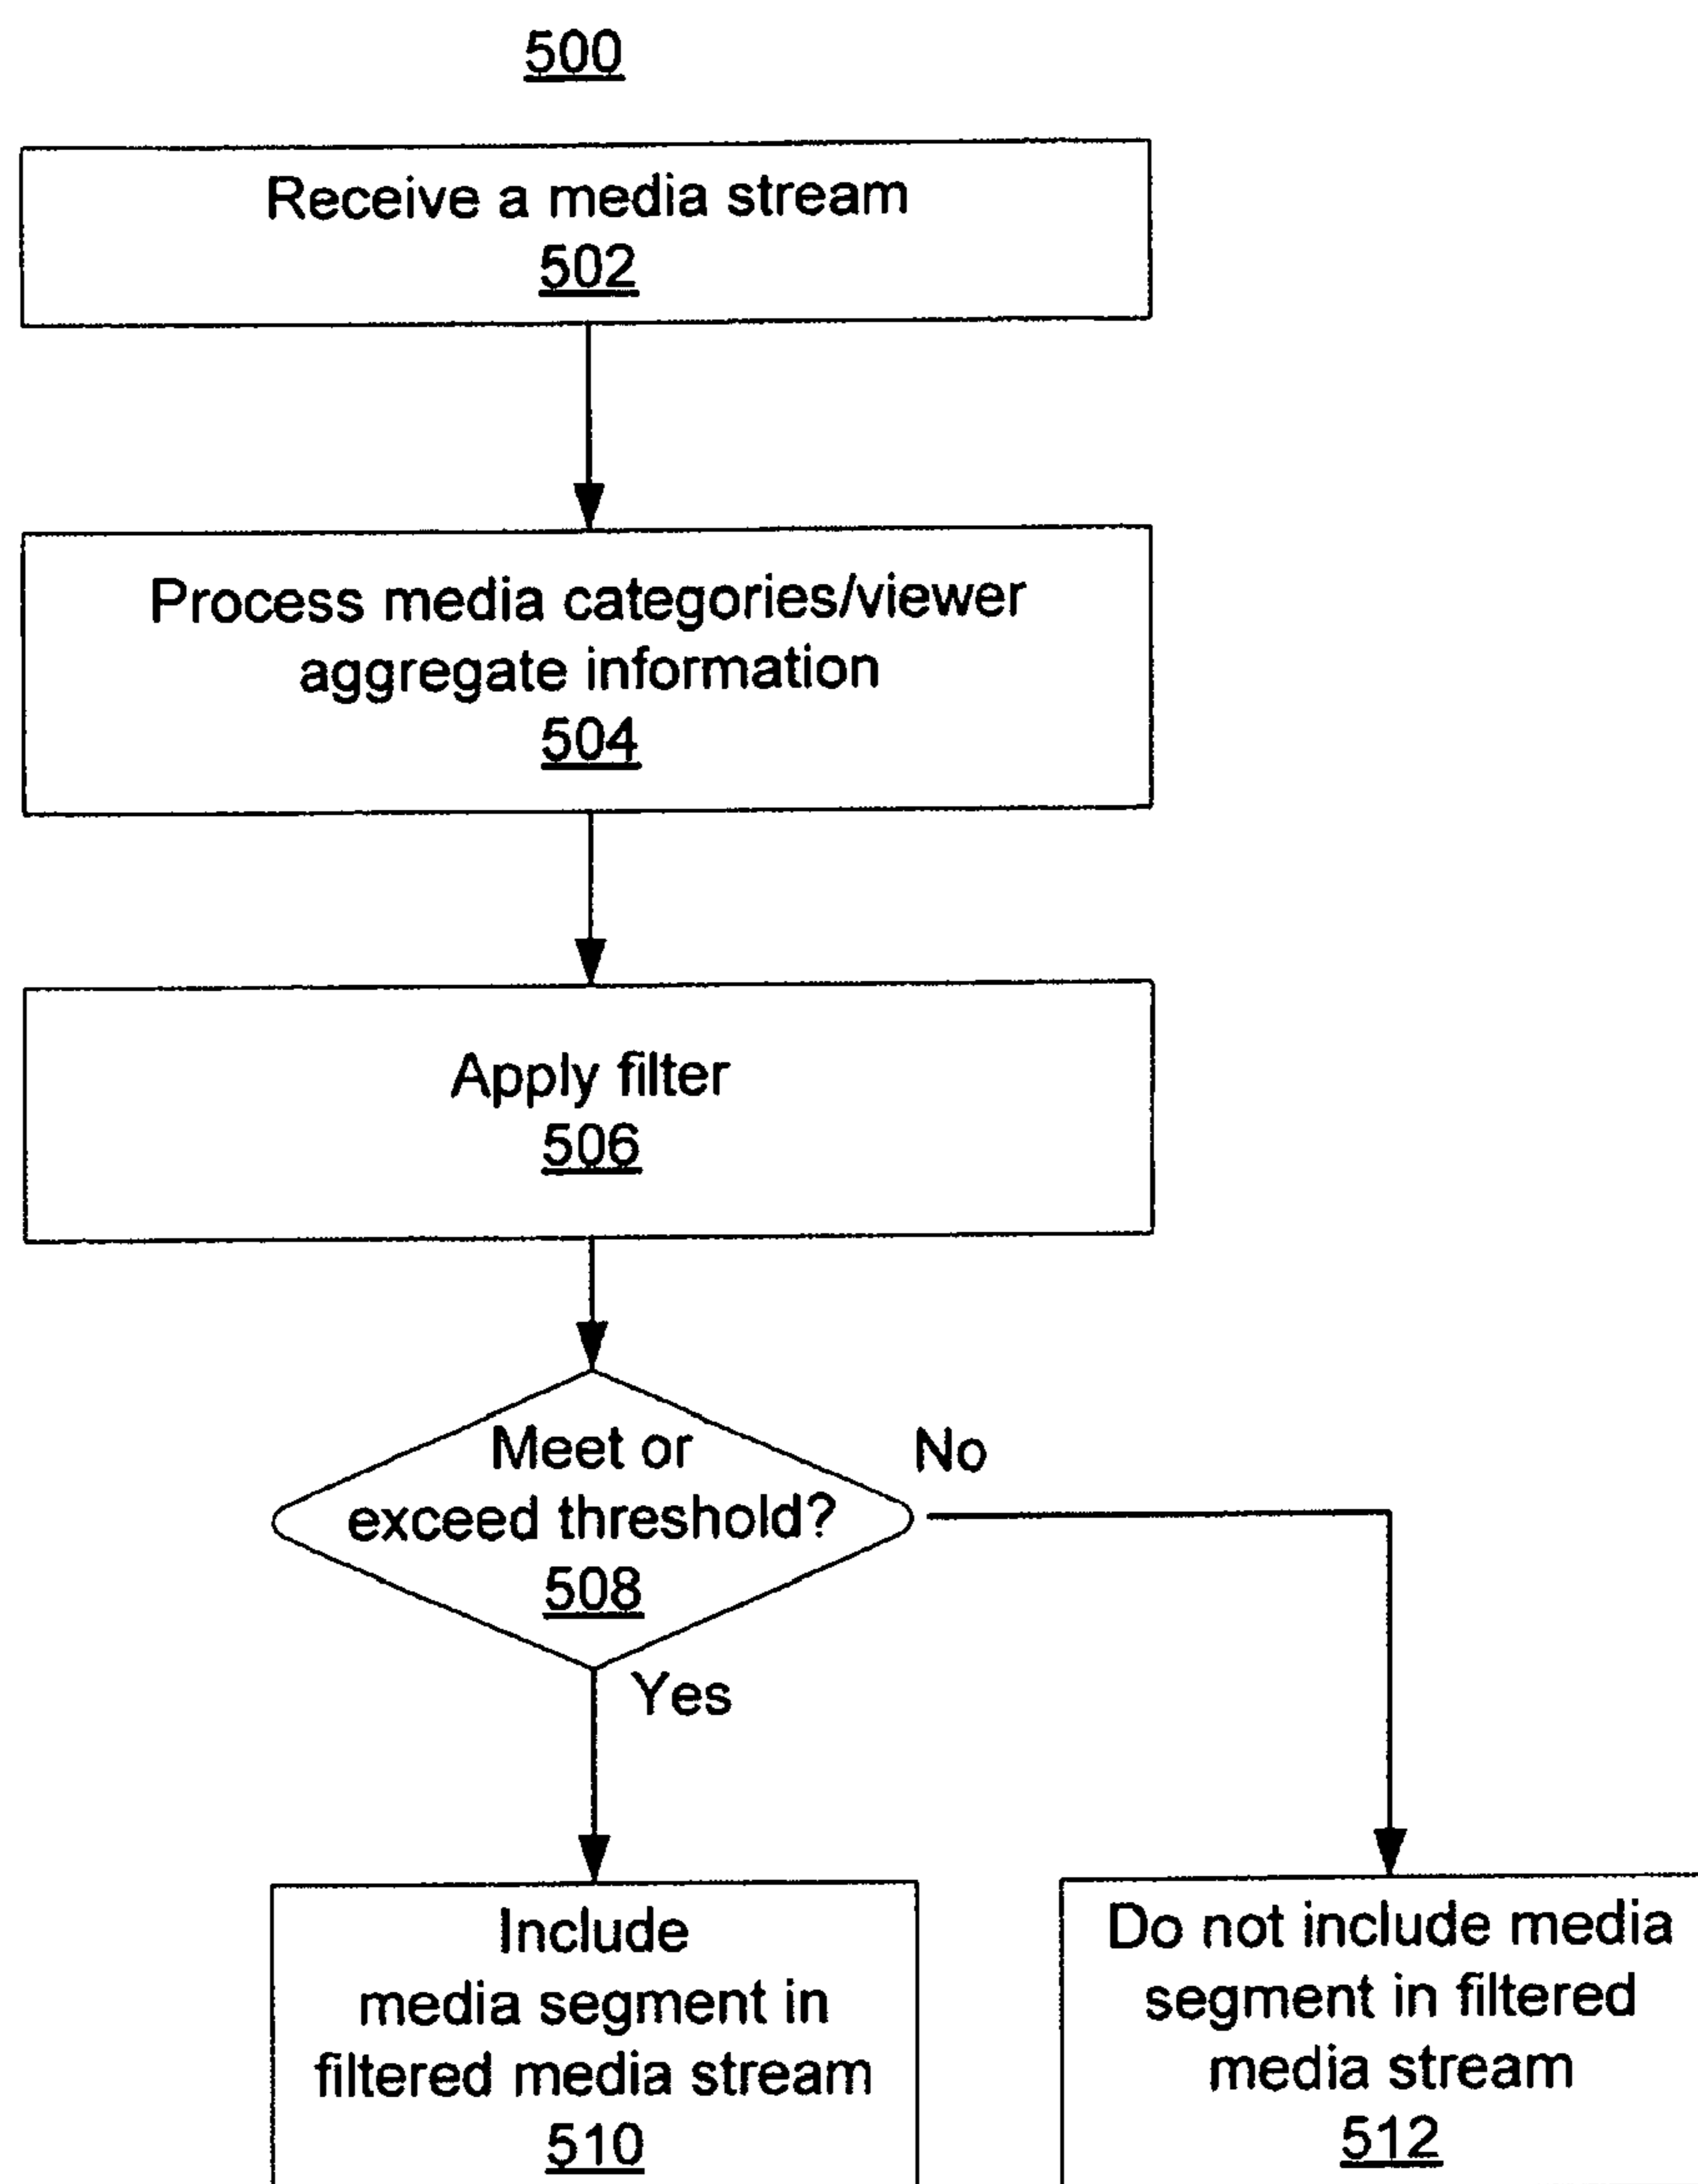 500
Receive a media stream
502
Process media categories/viewer
aggregate information
504
Apply filter
506
Meet or
exceed threshold?
508
No
Yes
Include
media segment in
filtered media stream
510
Do not include media
segment in filtered
media stream
512